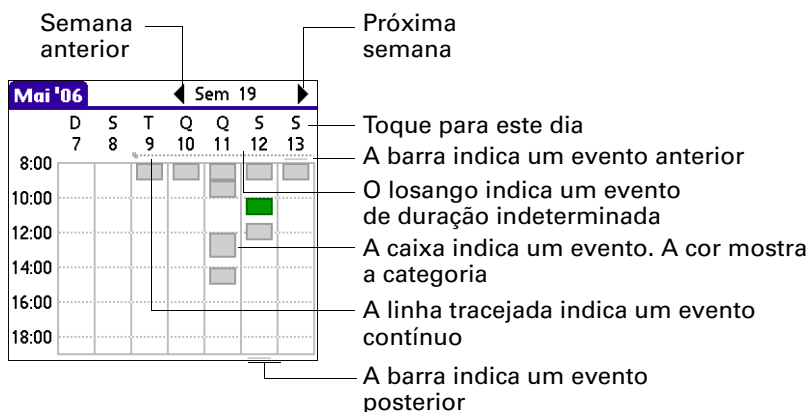 Semana
anterior
Próxima
semana
Mai '06
Sem 19
D S T Q Q S S
7 8 9 10 11 12 13
Toque para este dia
A barra indica um evento anterior
8:00
O losango indica um evento
de duração indeterminada
10:00
12:00
A caixa indica um evento. A cor mostra
a categoria
14:00
16:00
A linha tracejada indica um evento
contínuo
18:00
A barra indica um evento
posterior